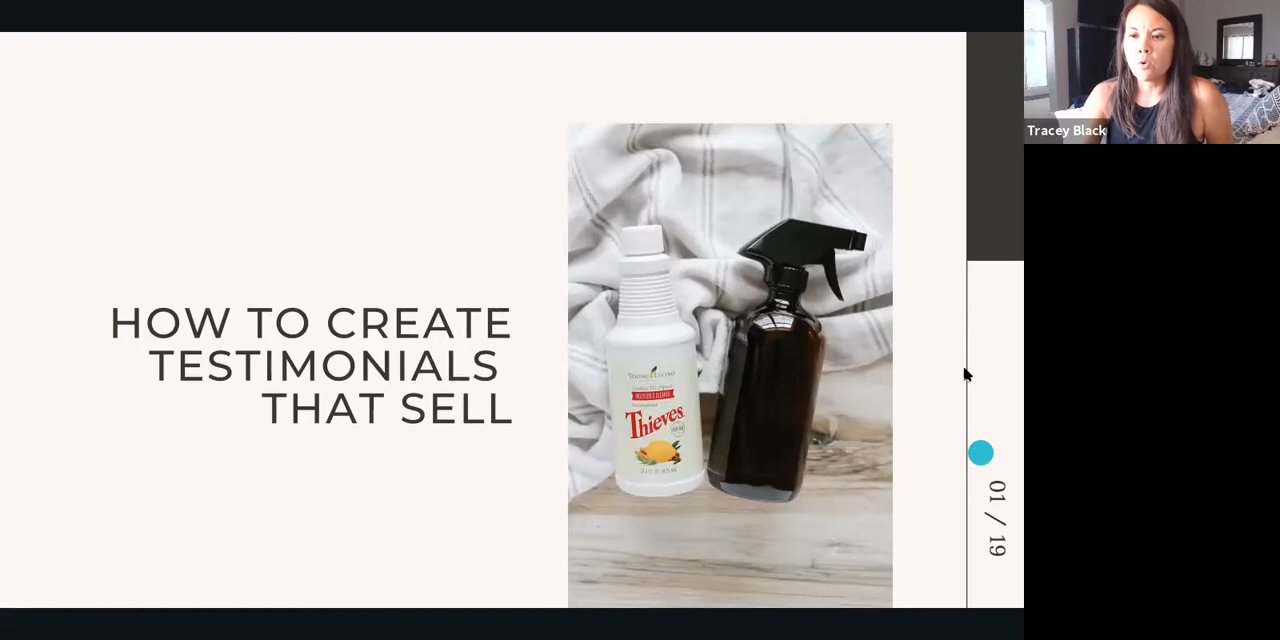 HOW TO CREATE
TESTIMONIALS
THAT SELL
YOUNG LIVING
Thieves
01 / 19
Tracey Black